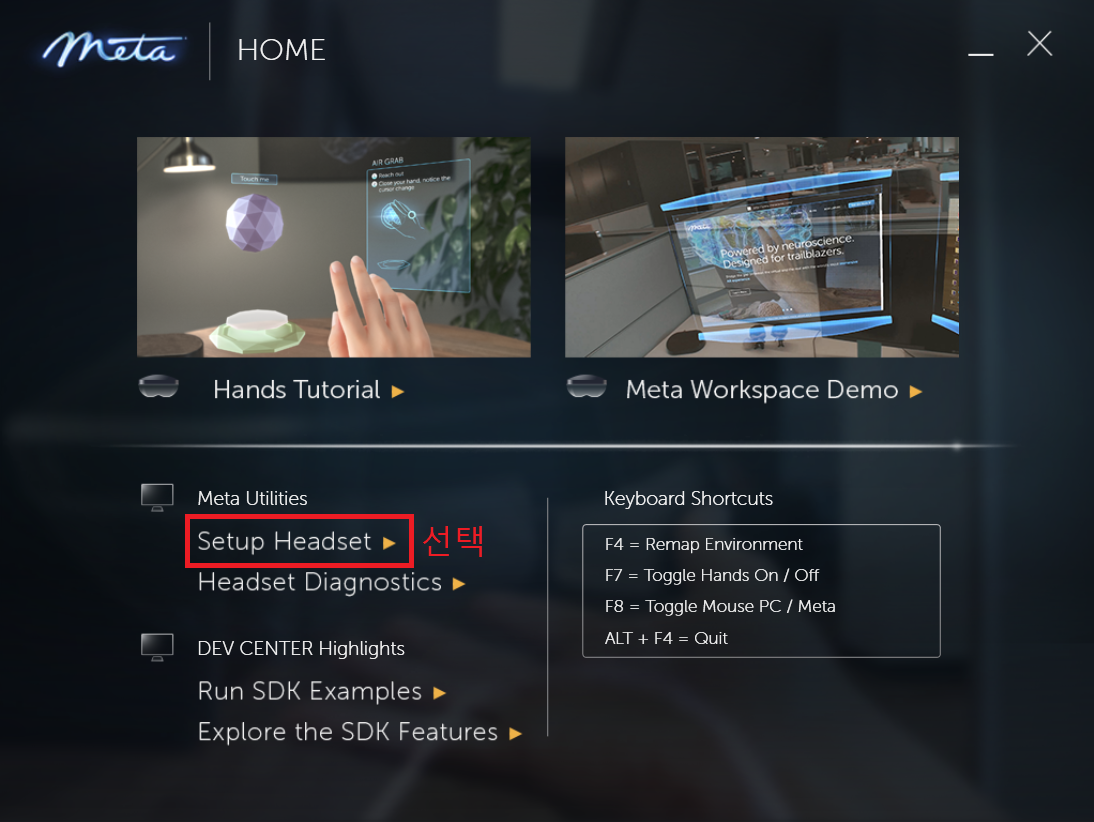 Meta
HOME
Touch me
AIR GRAB
Reach out
Close your hand, notice the
cursor change
meta
Powered by neuroscience.
Designed for trailblazers.
Hands Tutorial
Meta Workspace Demo
Meta Utilities
Setup Headset
선택
Headset Diagnostics
DEV CENTER Highlights
Run SDK Examples
Explore the SDK Features
Keyboard Shortcuts
F4 = Remap Environment
F7 = Toggle Hands On / Off
F8 = Toggle Mouse PC / Meta
ALT + F4 = Quit